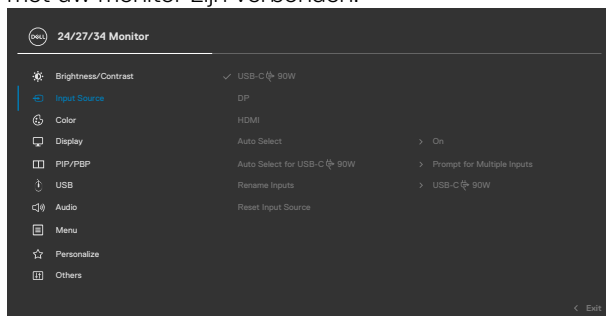 met uw monitor zijn verbonden.
DELL 24/27/34 Monitor
Brightness/Contrast ✓ USB-C 90W
Input Source DP
Color HDMI
Display Auto Select > On
PIP/PBP Auto Select for USB-C 90W > Prompt for Multiple Inputs
USB Rename Inputs > USB-C 90W
Audio Reset Input Source
Menu
Personalize
Others
< Exit